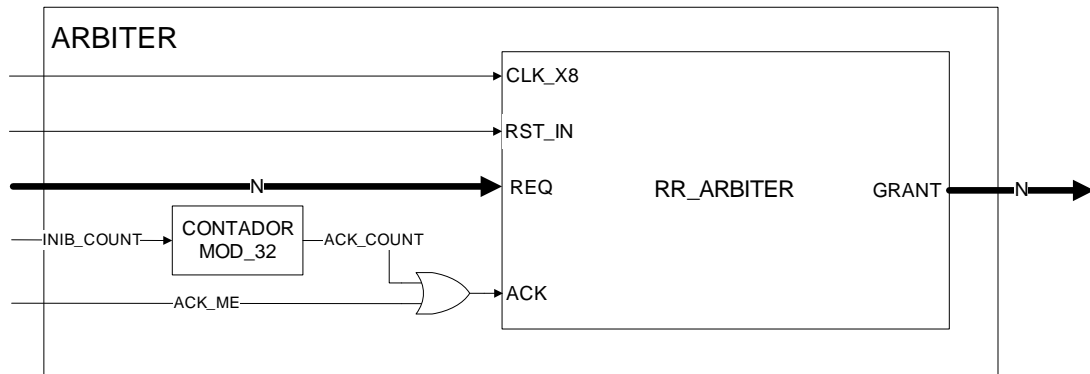 ARBITER
CLK_X8
RST_IN
N
REQ
RR_ARBITER
GRANT
N
INIB_COUNT
CONTADOR
MOD_32
ACK_COUNT
ACK_ME
ACK